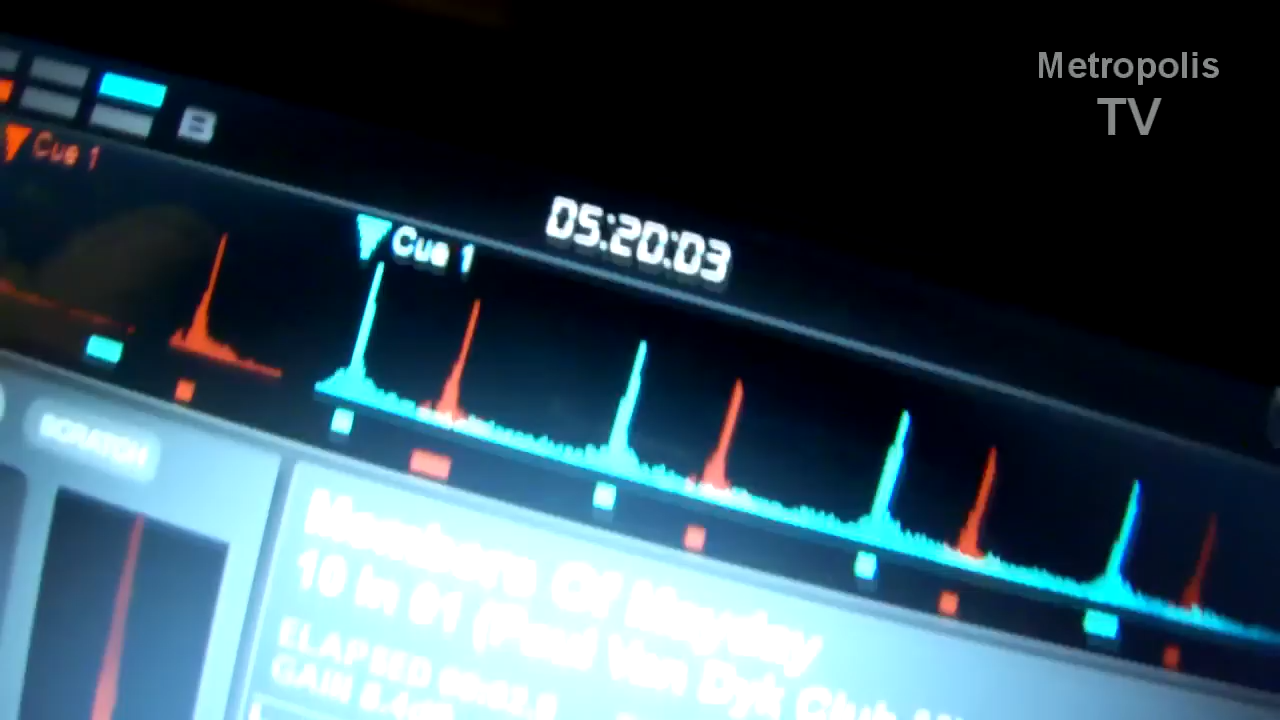 Metropolis
TV
B
Cue 1
05:20:03
Cue 1
SCRATCH
Members Of Mayday
10 in 01 (Paul Van Dyk Club
ELAPSED
GAIN